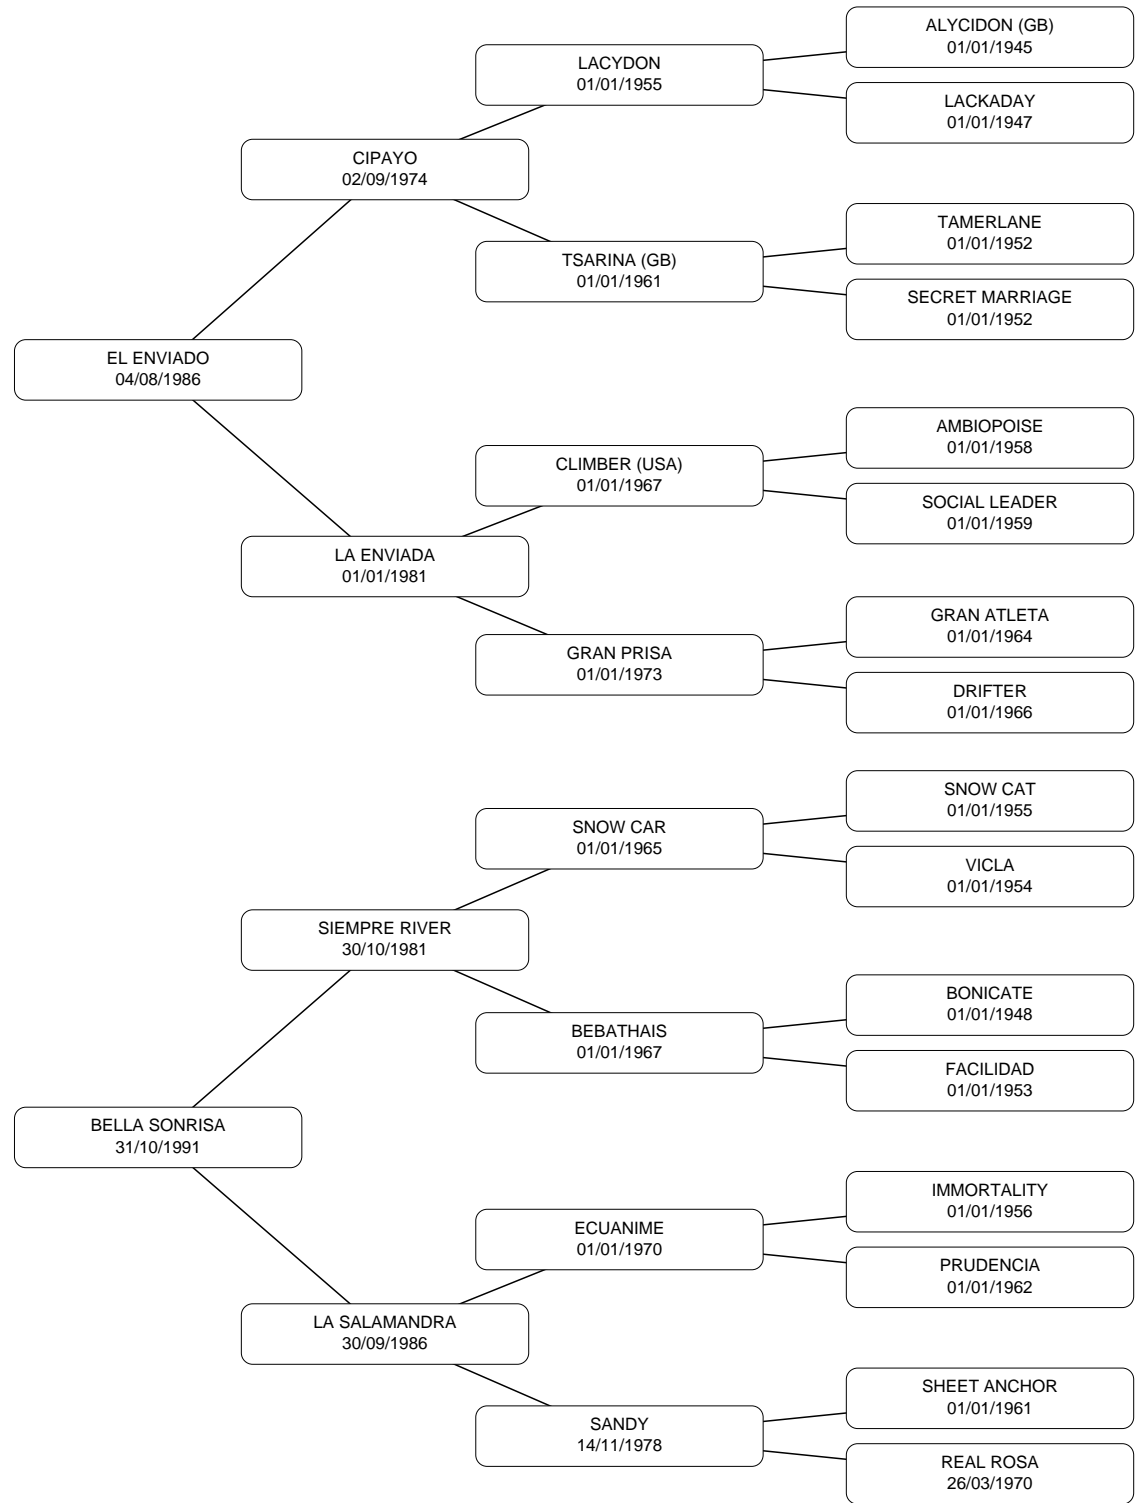 ALYCIDON (GB)
01/01/1945
LACYDON
01/01/1955
LACKADAY
01/01/1947
CIPAYO
02/09/1974
TAMERLANE
01/01/1952
TSARINA (GB)
01/01/1961
SECRET MARRIAGE
01/01/1952
EL ENVIADO
04/08/1986
AMBIOPOISE
01/01/1958
CLIMBER (USA)
01/01/1967
SOCIAL LEADER
01/01/1959
LA ENVIADA
01/01/1981
GRAN ATLETA
01/01/1964
GRAN PRISA
01/01/1973
DRIFTER
01/01/1966
SNOW CAT
01/01/1955
SNOW CAR
01/01/1965
VICLA
01/01/1954
SIEMPRE RIVER
30/10/1981
BONICATE
01/01/1948
BEBATHAIS
01/01/1967
FACILIDAD
01/01/1953
BELLA SONRISA
31/10/1991
IMMORTALITY
01/01/1956
ECUANIME
01/01/1970
PRUDENCIA
01/01/1962
LA SALAMANDRA
30/09/1986
SHEET ANCHOR
01/01/1961
SANDY
14/11/1978
REAL ROSA
26/03/1970